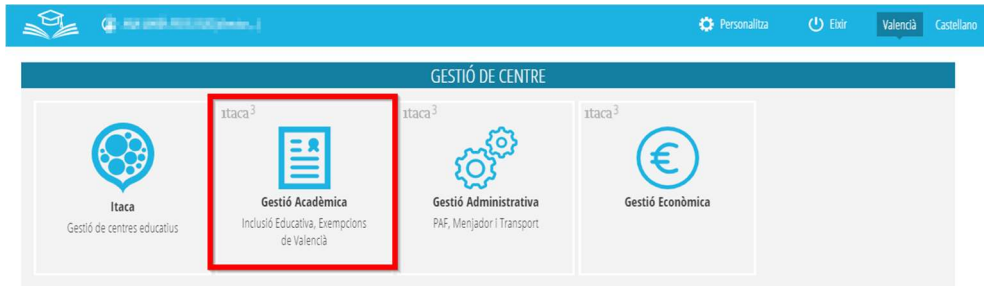 Personalitza
Eixir
Valencià
Castellano
GESTIÓ DE CENTRE
Itaca
Gestió de centres educatius
ıtaca3
Gestió Acadèmica
Inclusió Educativa, Exempcions
de Valencià
ıtaca3
Gestió Administrativa
PAF, Menjador i Transport
ıtaca3
Gestió Econòmica